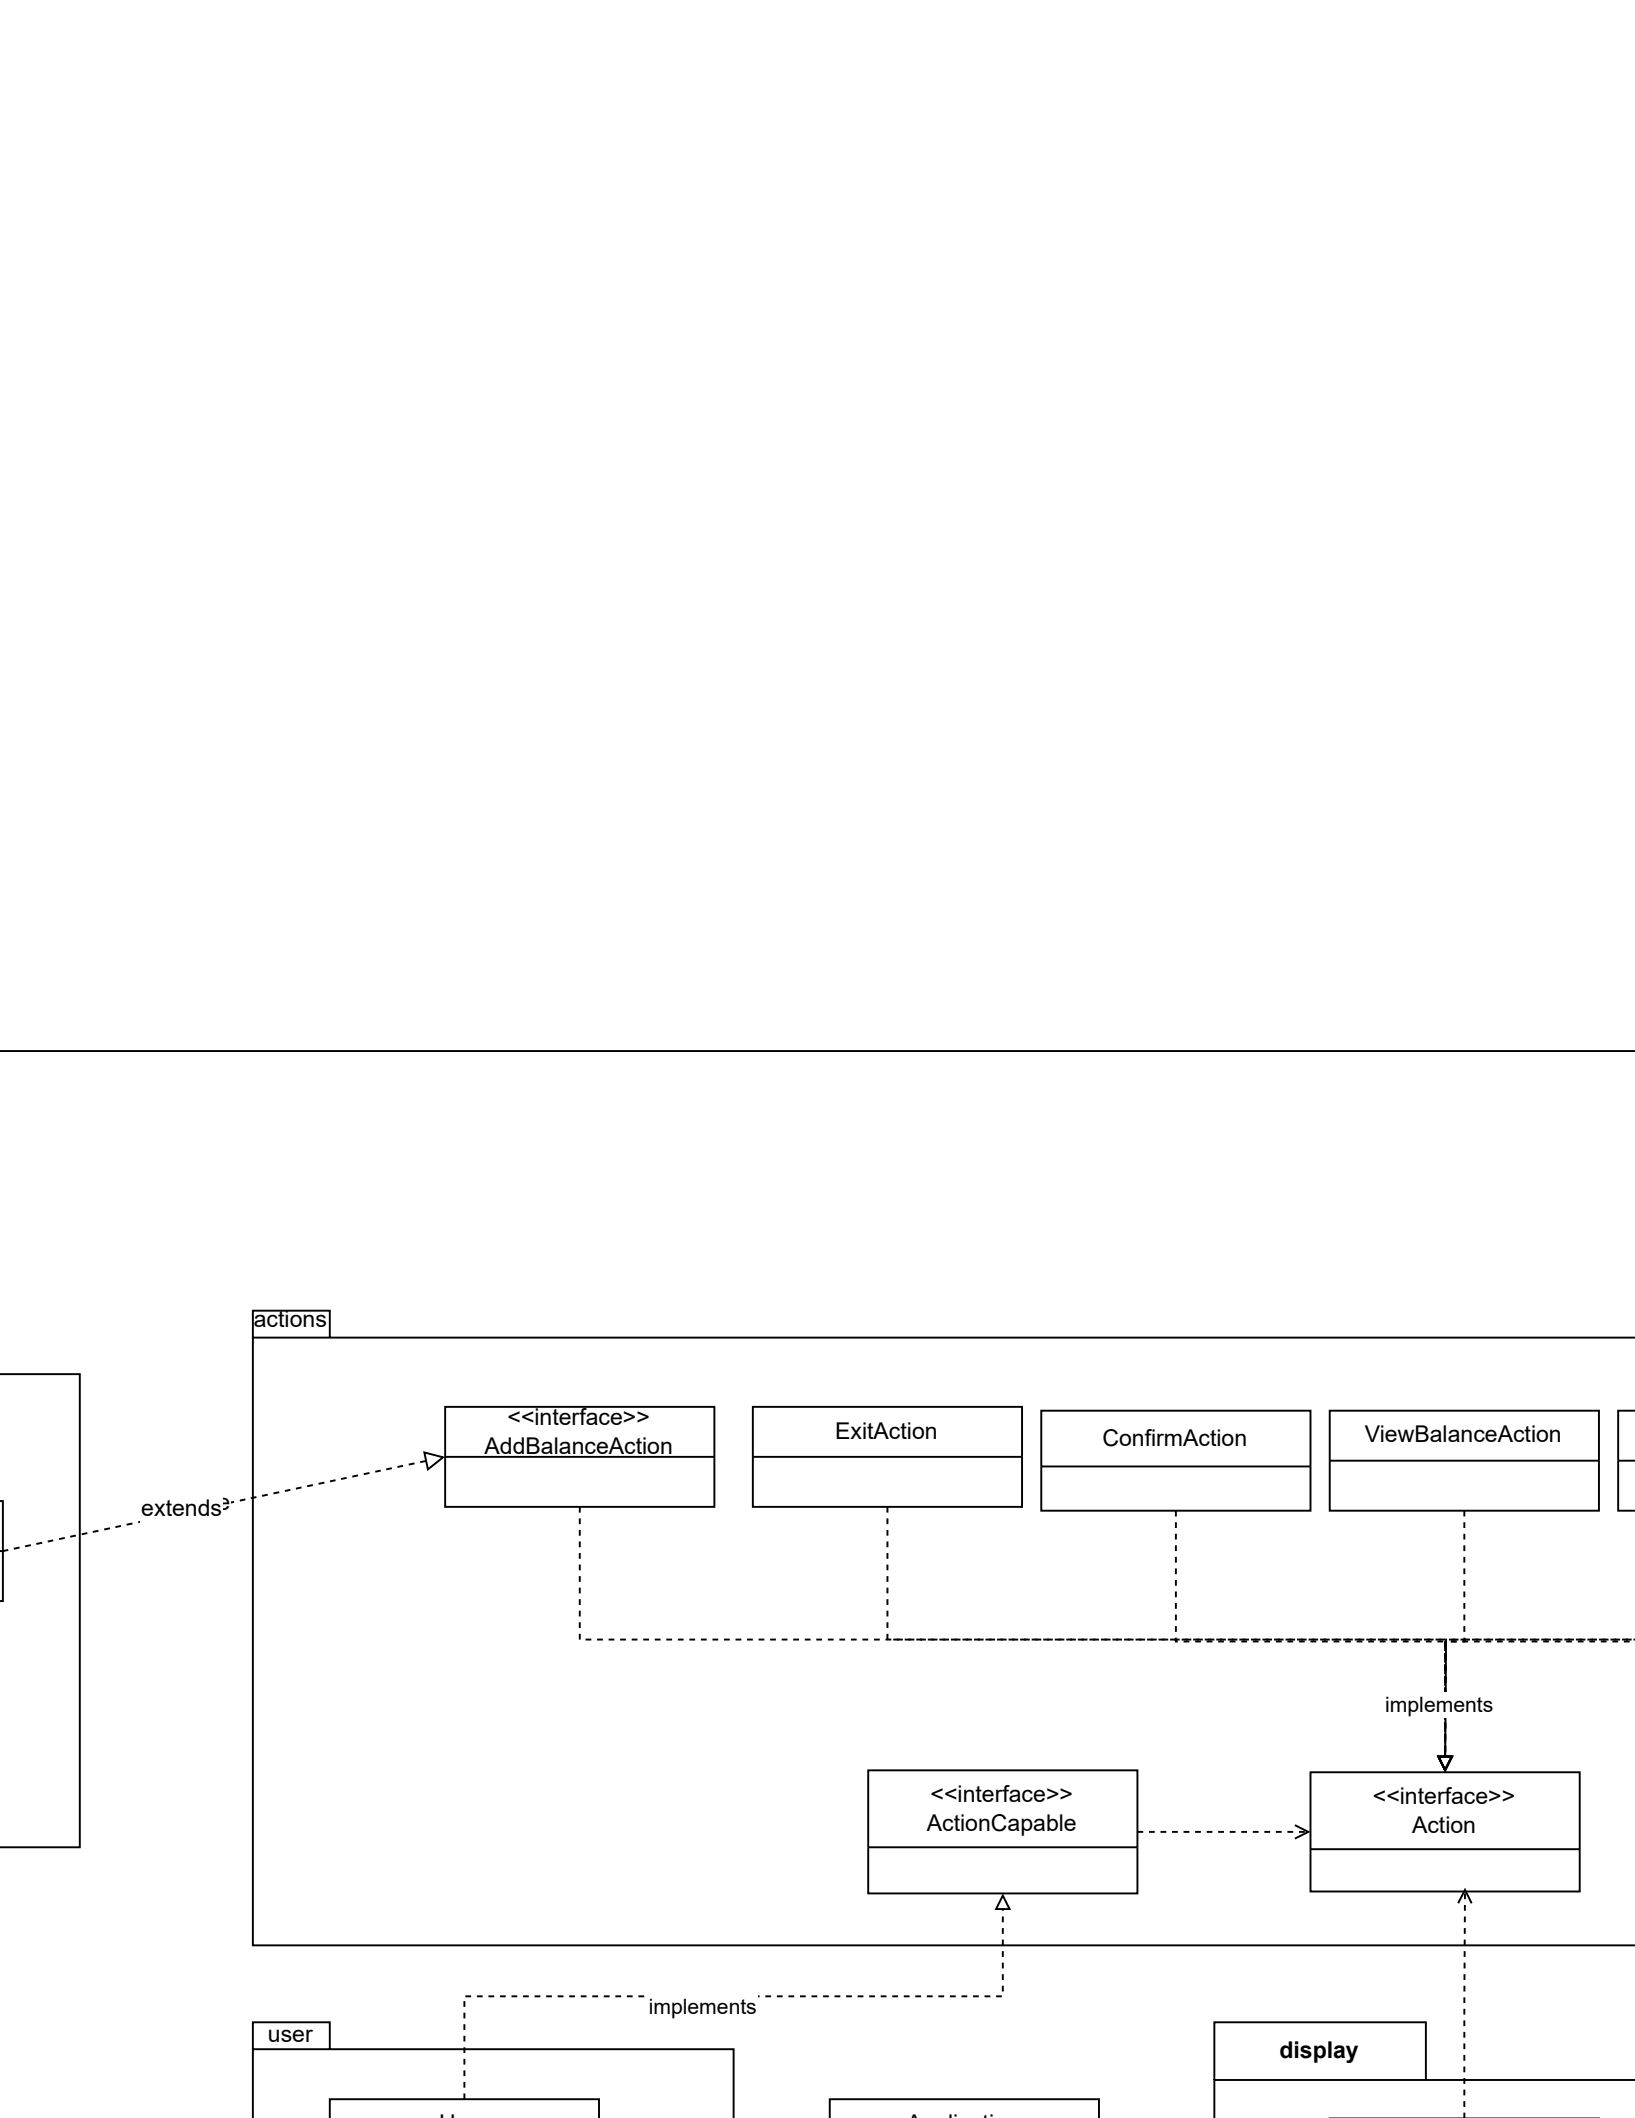 actions
<<interface>>
AddBalanceAction
ExitAction
ConfirmAction
ViewBalanceAction
extends
implements
<<interface>>
ActionCapable
<<interface>>
Action
implements
user
display